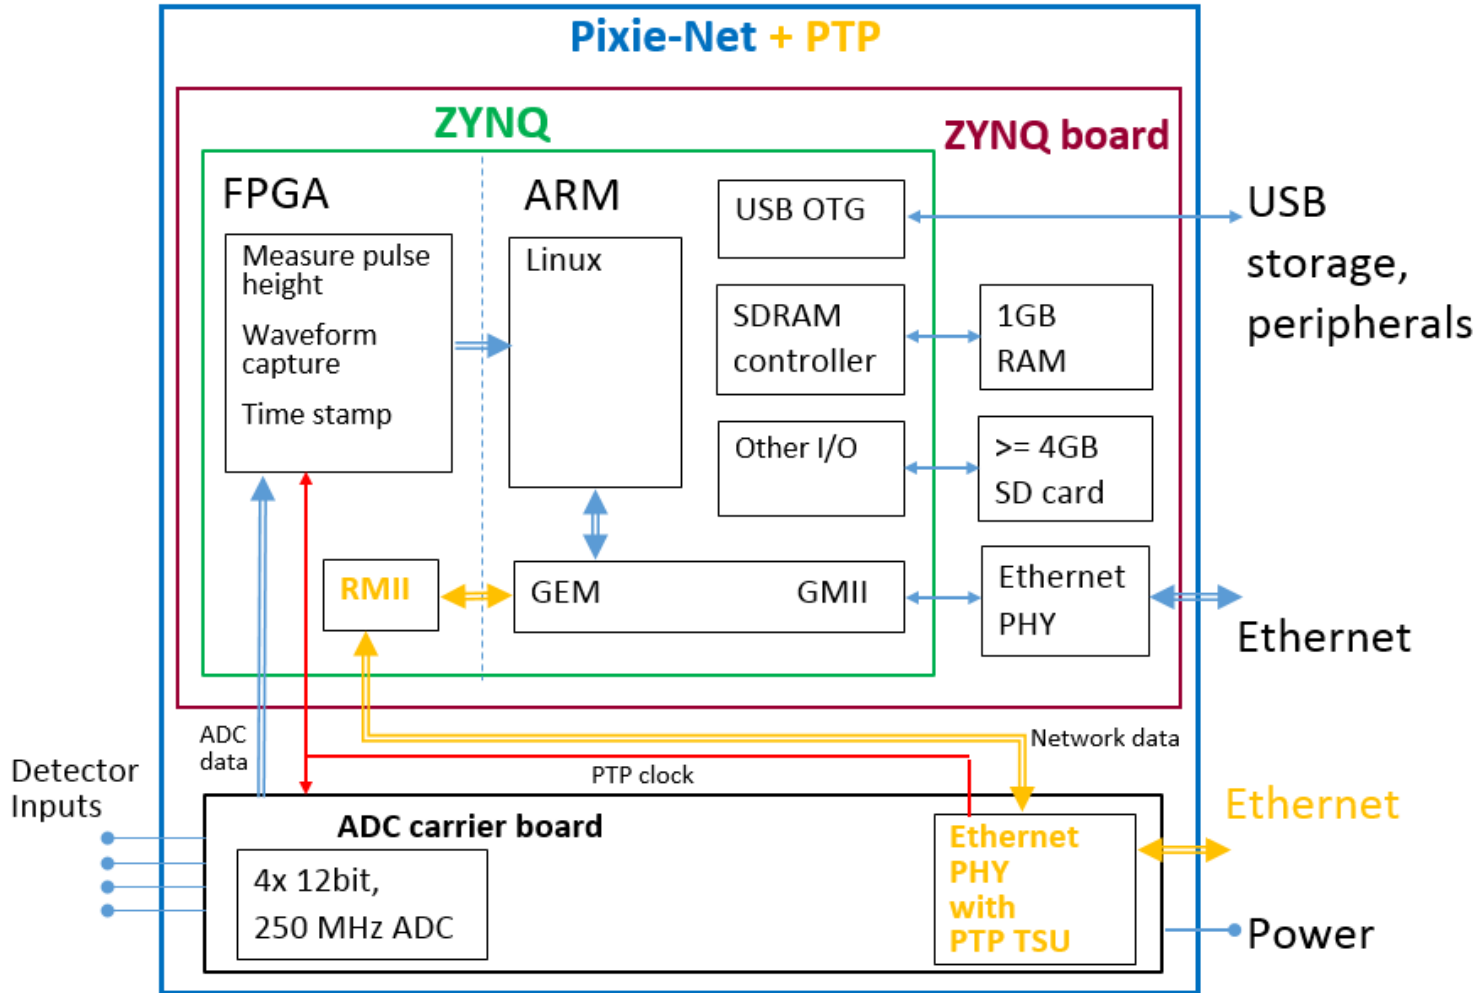 Pixie-Net + PTP
ZYNQ
ZYNQ board
FPGA
ARM
Measure pulse
height
Waveform
capture
Time stamp
Linux
USB OTG
SDRAM
controller
Other I/O
1GB
RAM
>= 4GB
SD card
RMII
GEM
GMII
Ethernet
PHY
USB
storage,
peripherals
Ethernet
ADC
data
Network data
PTP clock
Detector
Inputs
ADC carrier board
4x 12bit,
250 MHz ADC
Ethernet
PHY
with
PTP TSU
Ethernet
Power